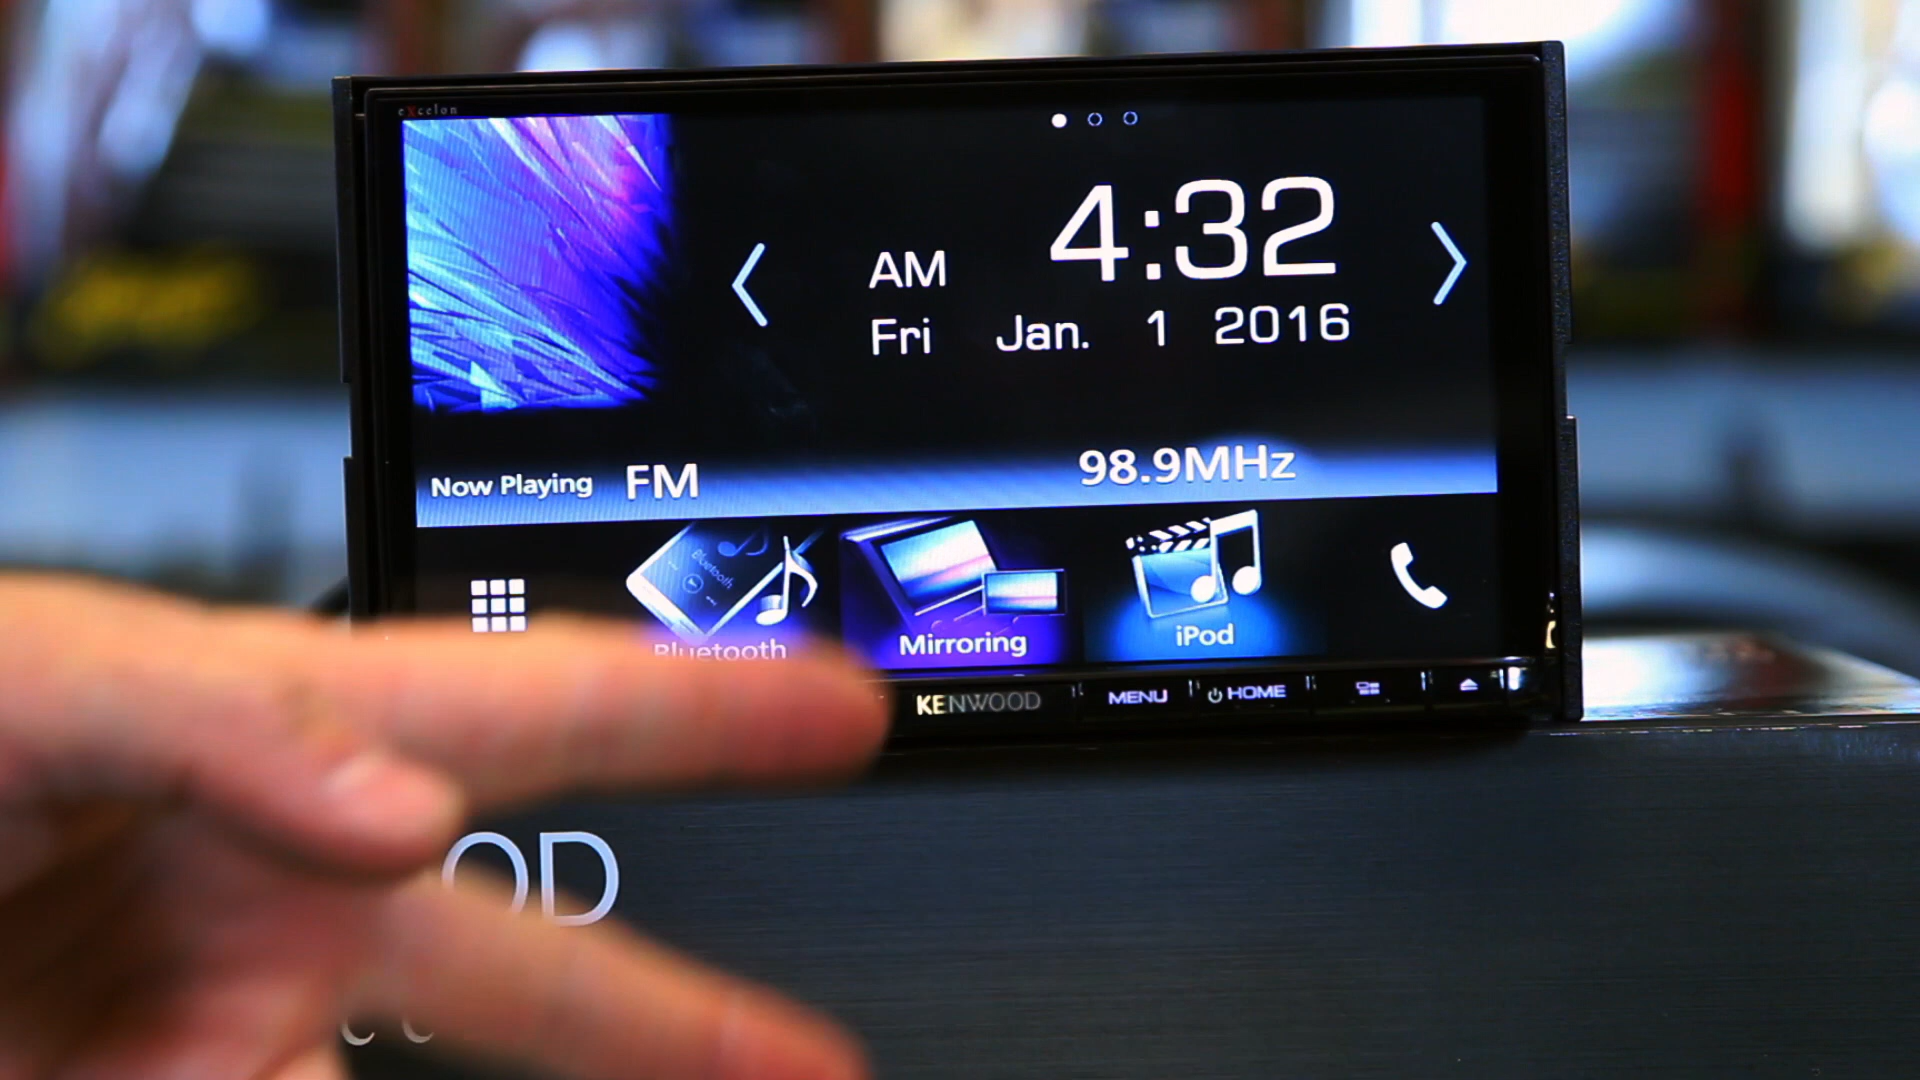 eXcelon
4:32
AM
Fri Jan. 1 2016
Now Playing FM 98.9MHz
Bluetooth Mirroring iPod
KENWOOD MENU HOME
OD